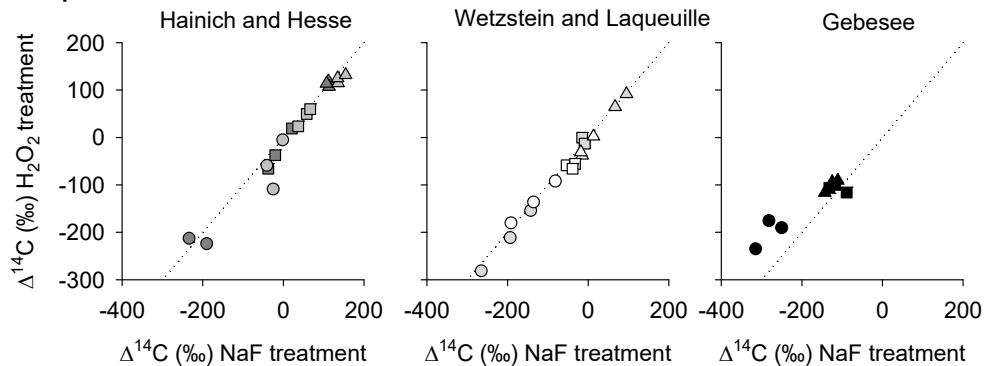 Hainich and Hesse
Wetzstein and Laqueuille
Gebesee
Δ¹⁴C (‰) H₂O₂ treatment
200
100
0
-100
-200
-300
-400 -200 0 200
-400 -200 0 200
-400 -200 0 200
Δ¹⁴C (‰) NaF treatment
Δ¹⁴C (‰) NaF treatment
Δ¹⁴C (‰) NaF treatment